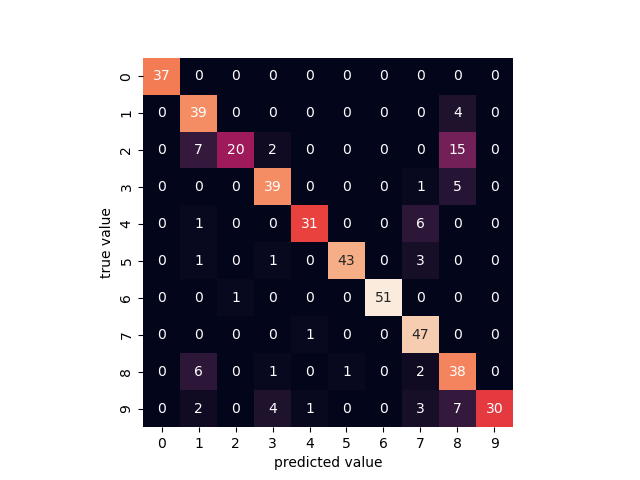 true value
0 37 0 0 0 0 0 0 0 0 0
1 0 39 0 0 0 0 0 0 4 0
2 0 7 20 2 0 0 0 0 15 0
3 0 0 0 39 0 0 0 1 5 0
4 0 1 0 0 31 0 0 6 0 0
5 0 1 0 1 0 43 0 3 0 0
6 0 0 1 0 0 0 51 0 0 0
7 0 0 0 0 1 0 0 47 0 0
8 0 6 0 1 0 1 0 2 38 0
9 0 2 0 4 1 0 0 3 7 30
0 1 2 3 4 5 6 7 8 9
predicted value